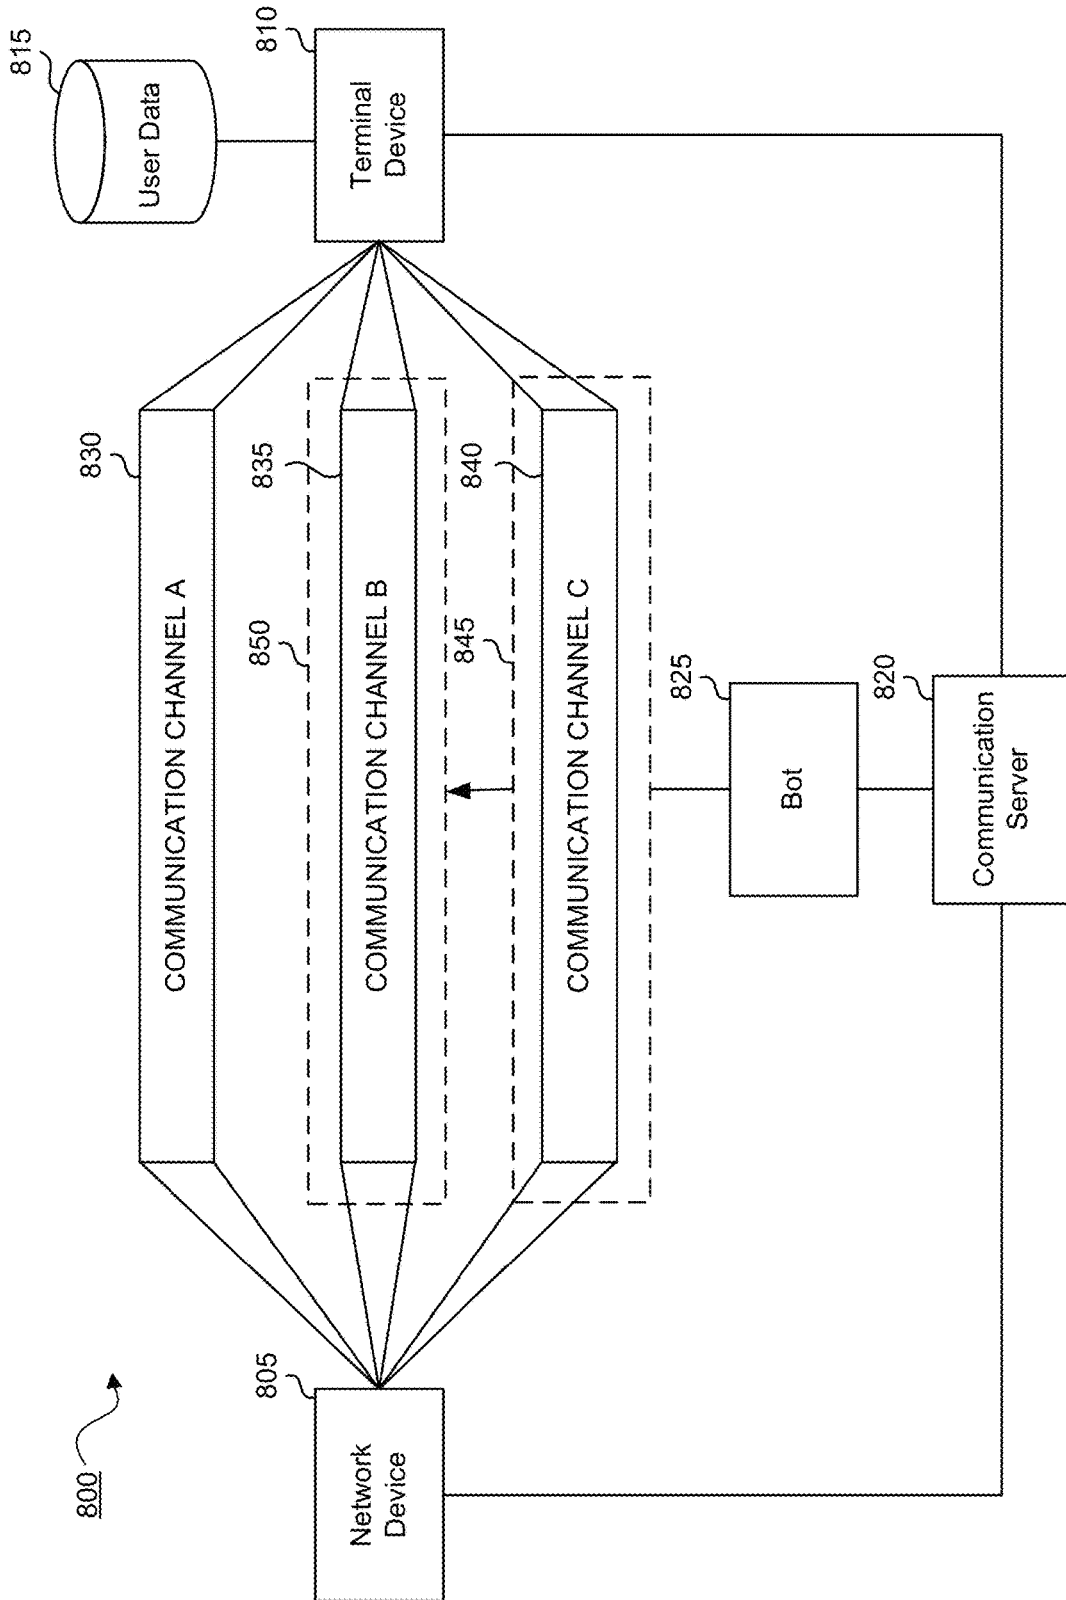 800
815
User Data
810
Terminal
Device
830
COMMUNICATION CHANNEL A
835
850
COMMUNICATION CHANNEL B
840
845
COMMUNICATION CHANNEL C
805
Network
Device
825
Bot
820
Communication
Server